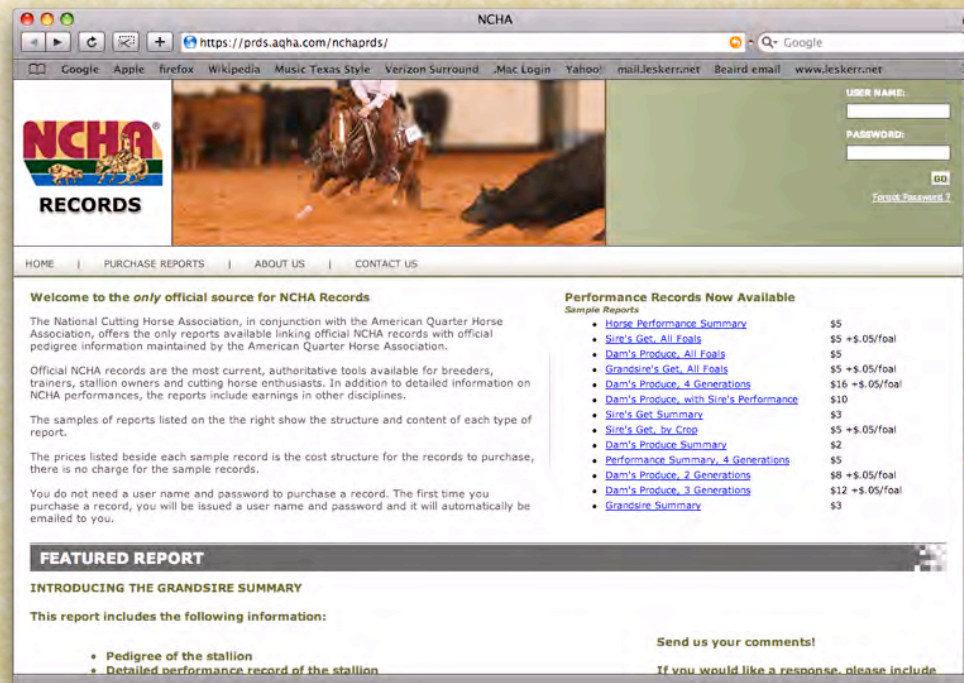 NCHA
https://prds.aqha.com/nchaprds/
Google
Google Apple firefox Wikipedia Music Texas Style Verizon Surround .Mac Login Yahoo! mail.leskerr.net Beaird email www.leskerr.net
NCHA®
RECORDS
USER NAME:
PASSWORD:
GO
Forgot Password ?
HOME | PURCHASE REPORTS | ABOUT US | CONTACT US
Welcome to the only official source for NCHA Records
The National Cutting Horse Association, in conjunction with the American Quarter Horse
Association, offers the only reports available linking official NCHA records with official
pedigree information maintained by the American Quarter Horse Association.
Official NCHA records are the most current, authoritative tools available for breeders,
trainers, stallion owners and cutting horse enthusiasts. In addition to detailed information on
NCHA performances, the reports include earnings in other disciplines.
The samples of reports listed on the the right show the structure and content of each type of
report.
The prices listed beside each sample record is the cost structure for the records to purchase,
there is no charge for the sample records.
You do not need a user name and password to purchase a record. The first time you
purchase a record, you will be issued a user name and password and it will automatically be
emailed to you.
Performance Records Now Available
Sample Reports
Horse Performance Summary $5
Sire's Get, All Foals $5 +$.05/foal
Dam's Produce, All Foals $5
Grandsire's Get, All Foals $5 +$.05/foal
Dam's Produce, 4 Generations $16 +$.05/foal
Dam's Produce, with Sire's Performance $10
Sire's Get Summary $3
Sire's Get, by Crop $5 +$.05/foal
Dam's Produce Summary $2
Performance Summary, 4 Generations $5
Dam's Produce, 2 Generations $8 +$.05/foal
Dam's Produce, 3 Generations $12 +$.05/foal
Grandsire Summary $3
FEATURED REPORT
INTRODUCING THE GRANDSIRE SUMMARY
This report includes the following information:
Pedigree of the stallion
Detailed performance record of the stallion
Send us your comments!
If you would like a response, please include